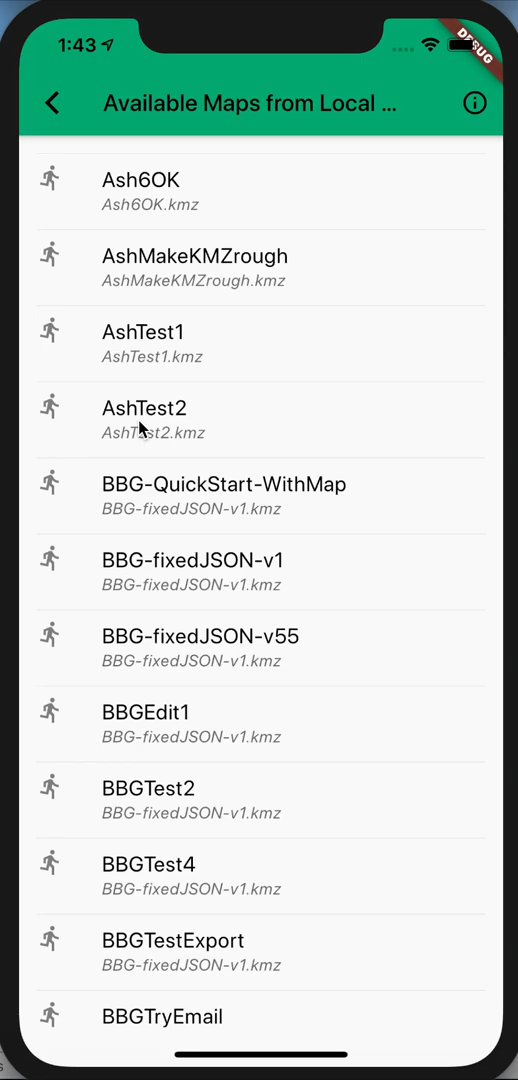 1:43
DEBUG
Available Maps from Local ...
Ash6OK
Ash6OK.kmz
AshMakeKMZrough
AshMakeKMZrough.kmz
AshTest1
AshTest1.kmz
AshTest2
AshTest2.kmz
BBG-QuickStart-WithMap
BBG-fixedJSON-v1.kmz
BBG-fixedJSON-v1
BBG-fixedJSON-v1.kmz
BBG-fixedJSON-v55
BBG-fixedJSON-v1.kmz
BBGEdit1
BBG-fixedJSON-v1.kmz
BBGTest2
BBG-fixedJSON-v1.kmz
BBGTest4
BBG-fixedJSON-v1.kmz
BBGTestExport
BBG-fixedJSON-v1.kmz
BBGTryEmail